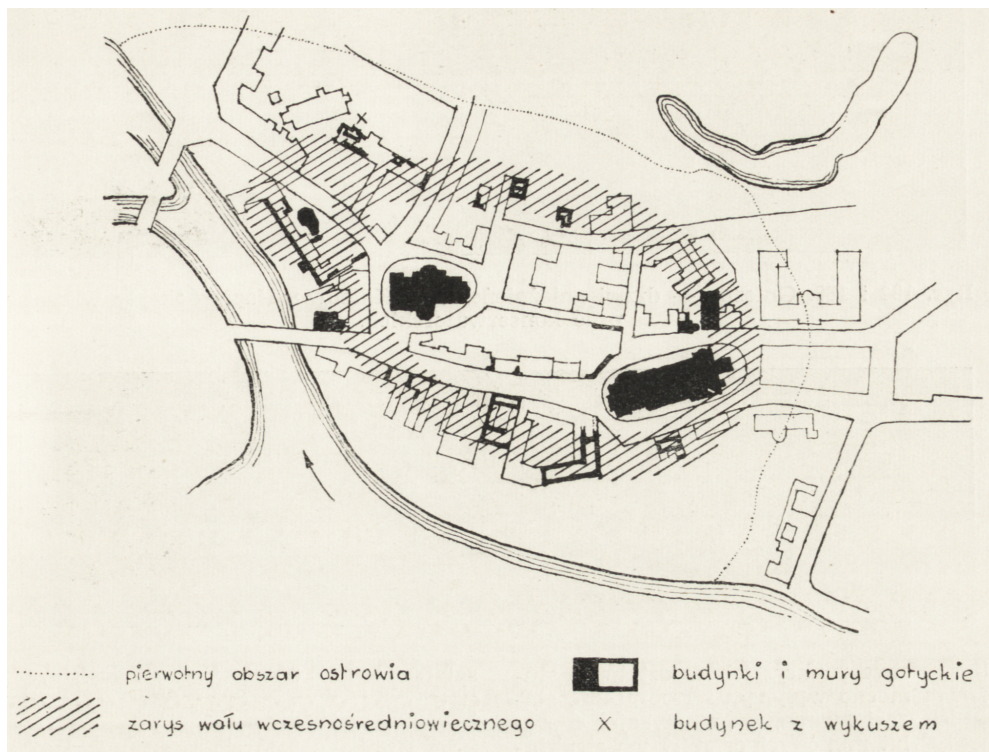 pierwotny obszar ostrowia
zarys wału wczesnośredniowiecznego
budynki i mury gotyckie
x budynek z wykuszem